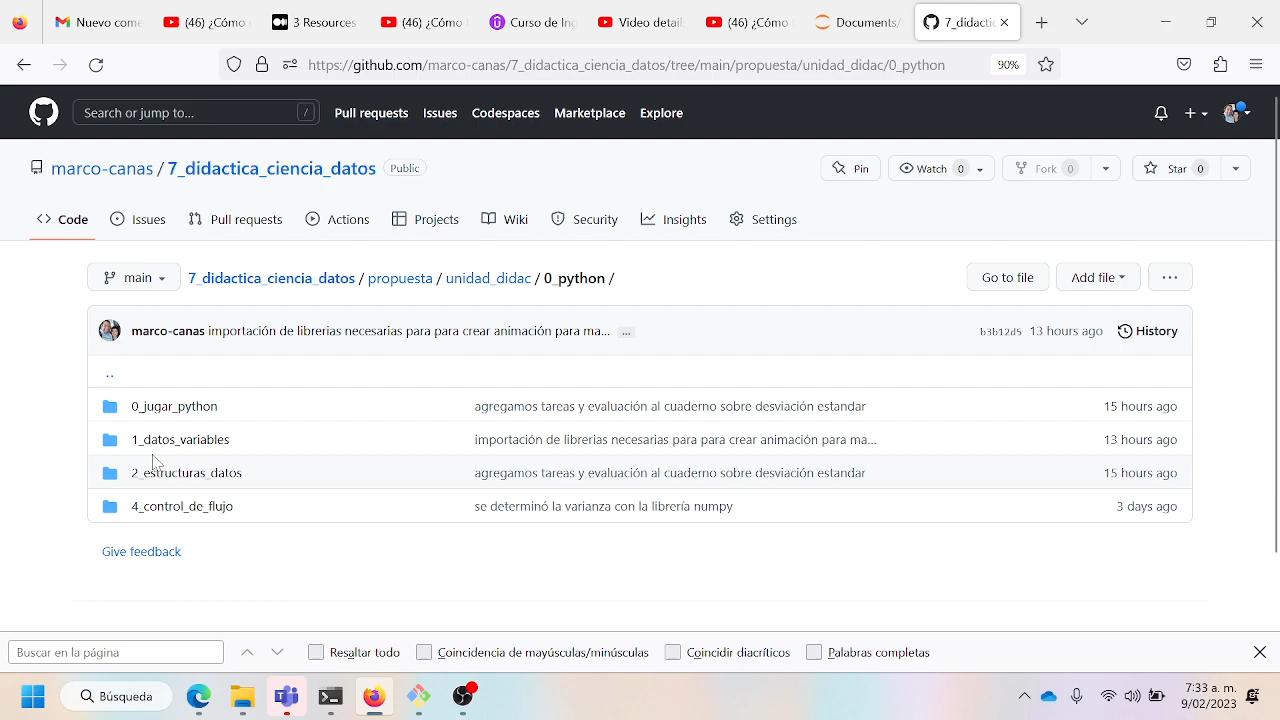 Nuevo come
(46) ¿Cómo
3 Resources
(46) ¿Cómo
Curso de Ing
Video details
(46) ¿Cómo
Documents/
7_didactic
https://github.com/marco-canas/7_didactica_ciencia_datos/tree/main/propuesta/unidad_didac/0_python
90%
Search or jump to...
/
Pull requests
Issues
Codespaces
Marketplace
Explore
marco-canas / 7_didactica_ciencia_datos
Public
Pin
Watch 0
Fork 0
Star 0
Code
Issues
Pull requests
Actions
Projects
Wiki
Security
Insights
Settings
main
7_didactica_ciencia_datos / propuesta / unidad_didac / 0_python /
Go to file
Add file
...
marco-canas importación de librerias necesarias para para crear animación para ma... ...
b3b12d5 13 hours ago
History
..
0_jugar_python agregamos tareas y evaluación al cuaderno sobre desviación estandar 15 hours ago
1_datos_variables importación de librerias necesarias para para crear animación para ma... 13 hours ago
2_estructuras_datos agregamos tareas y evaluación al cuaderno sobre desviación estandar 15 hours ago
4_control_de_flujo se determinó la varianza con la librería numpy 3 days ago
Give feedback
Buscar en la página
Resaltar todo
Coincidencia de mayúsculas/minúsculas
Coincidir diacríticos
Palabras completas
Búsqueda
7:33 a. m.
9/02/2023